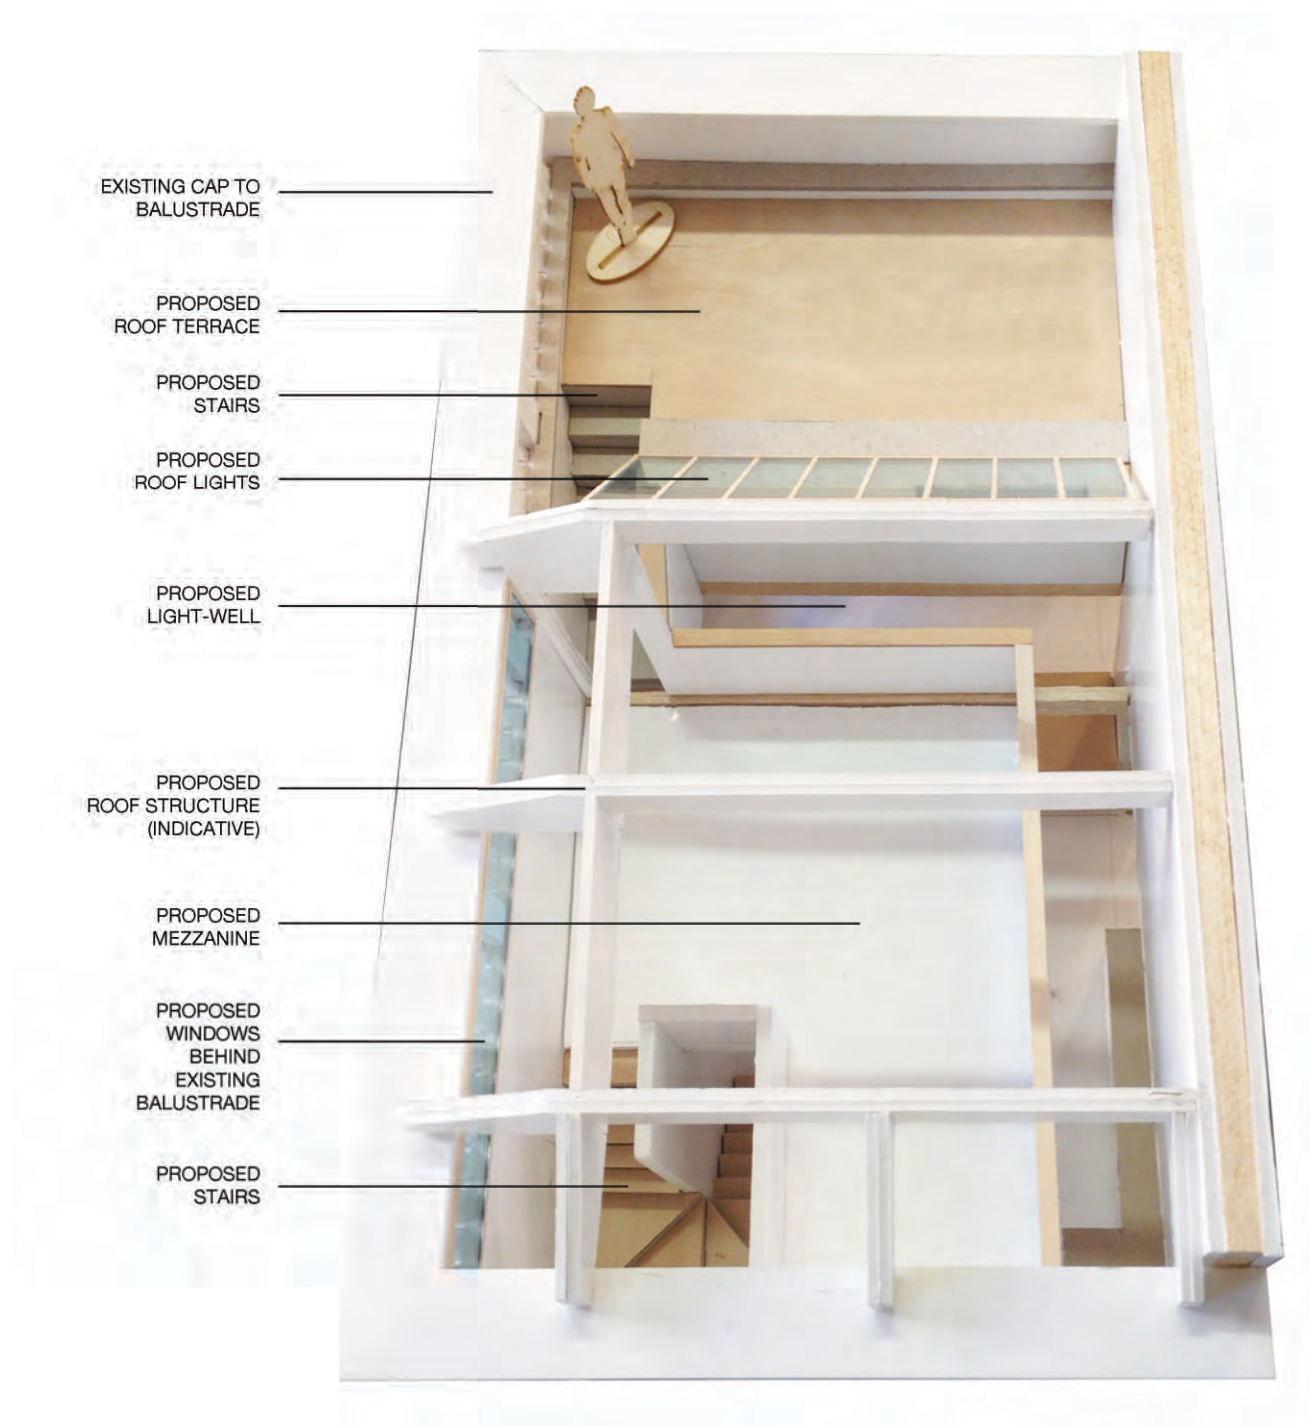 EXISTING CAP TO
BALUSTRADE
PROPOSED
ROOF TERRACE
PROPOSED
STAIRS
PROPOSED
ROOF LIGHTS
PROPOSED
LIGHT-WELL
PROPOSED
ROOF STRUCTURE
(INDICATIVE)
PROPOSED
MEZZANINE
PROPOSED
WINDOWS
BEHIND
EXISTING
BALUSTRADE
PROPOSED
STAIRS